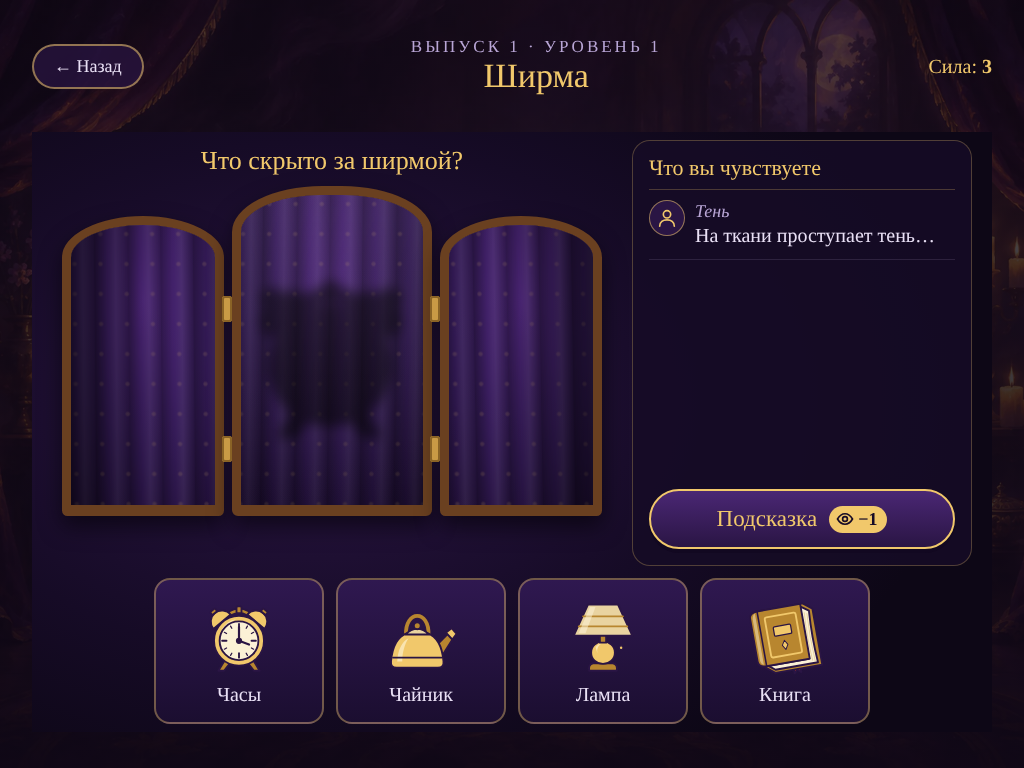 ← Назад
ВЫПУСК 1 · УРОВЕНЬ 1
Ширма
Сила: 3
Что скрыто за ширмой?
Что вы чувствуете
Тень
На ткани проступает тень…
Подсказка −1
Часы
Чайник
Лампа
Книга